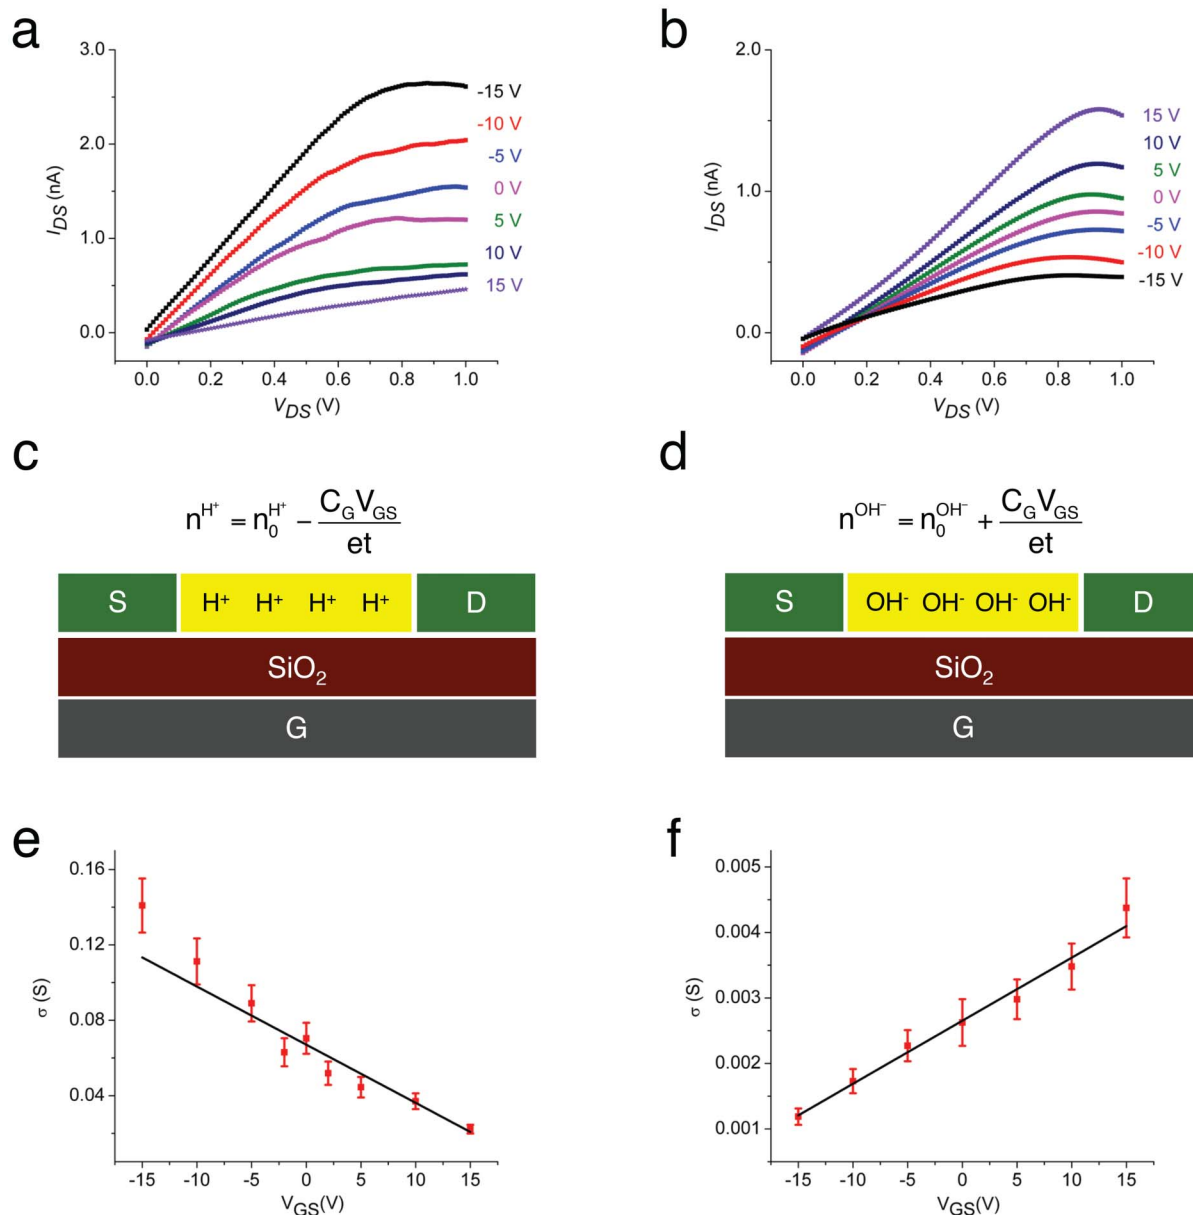 a
3.0
2.0
1.0
0.0
I_DS (nA)
0.0 0.2 0.4 0.6 0.8 1.0
V_DS (V)
-15 V
-10 V
-5 V
0 V
5 V
10 V
15 V
b
2.0
1.0
0.0
I_DS (nA)
0.0 0.2 0.4 0.6 0.8 1.0
V_DS (V)
15 V
10 V
5 V
0 V
-5 V
-10 V
-15 V
c
n^H⁺ = n_0^H⁺ − C_G V_GS / et
S H⁺ H⁺ H⁺ H⁺ D
SiO₂
G
d
n^OH⁻ = n_0^OH⁻ + C_G V_GS / et
S OH⁻ OH⁻ OH⁻ OH⁻ D
SiO₂
G
e
0.16
0.12
0.08
0.04
σ (S)
-15 -10 -5 0 5 10 15
V_GS(V)
f
0.005
0.004
0.003
0.002
0.001
σ (S)
-15 -10 -5 0 5 10 15
V_GS(V)